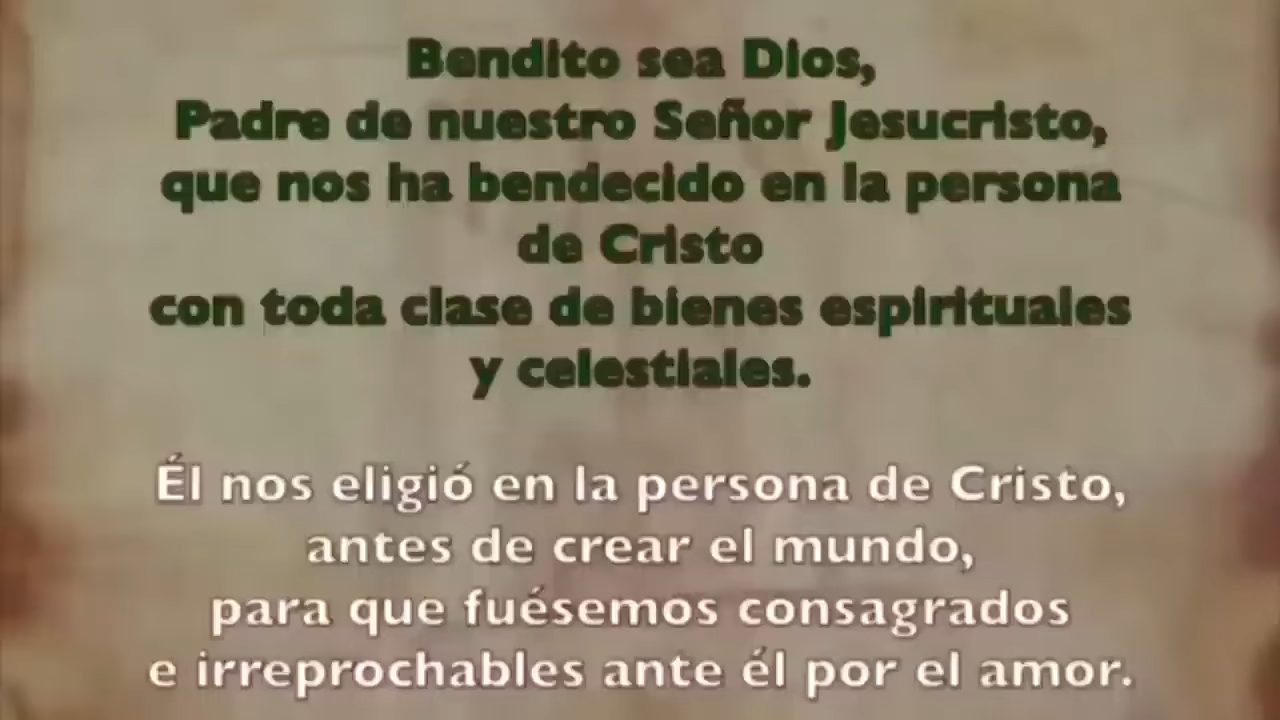 Bendito sea Dios,
Padre de nuestro Señor Jesucristo,
que nos ha bendecido en la persona
de Cristo
con toda clase de bienes espirituales
y celestiales.
Él nos eligió en la persona de Cristo,
antes de crear el mundo,
para que fuésemos consagrados
e irreprochables ante él por el amor.